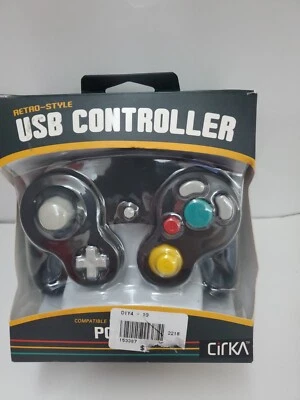 RETRO-STYLE
USB CONTROLLER
COMPATIBLE
PC
CirKA
$